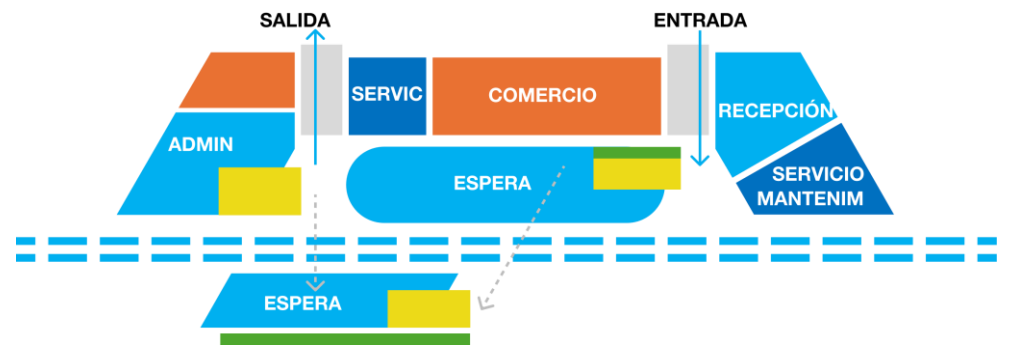 SALIDA
ENTRADA
SERVIC
COMERCIO
RECEPCIÓN
ADMIN
ESPERA
SERVICIO
MANTENIM
ESPERA